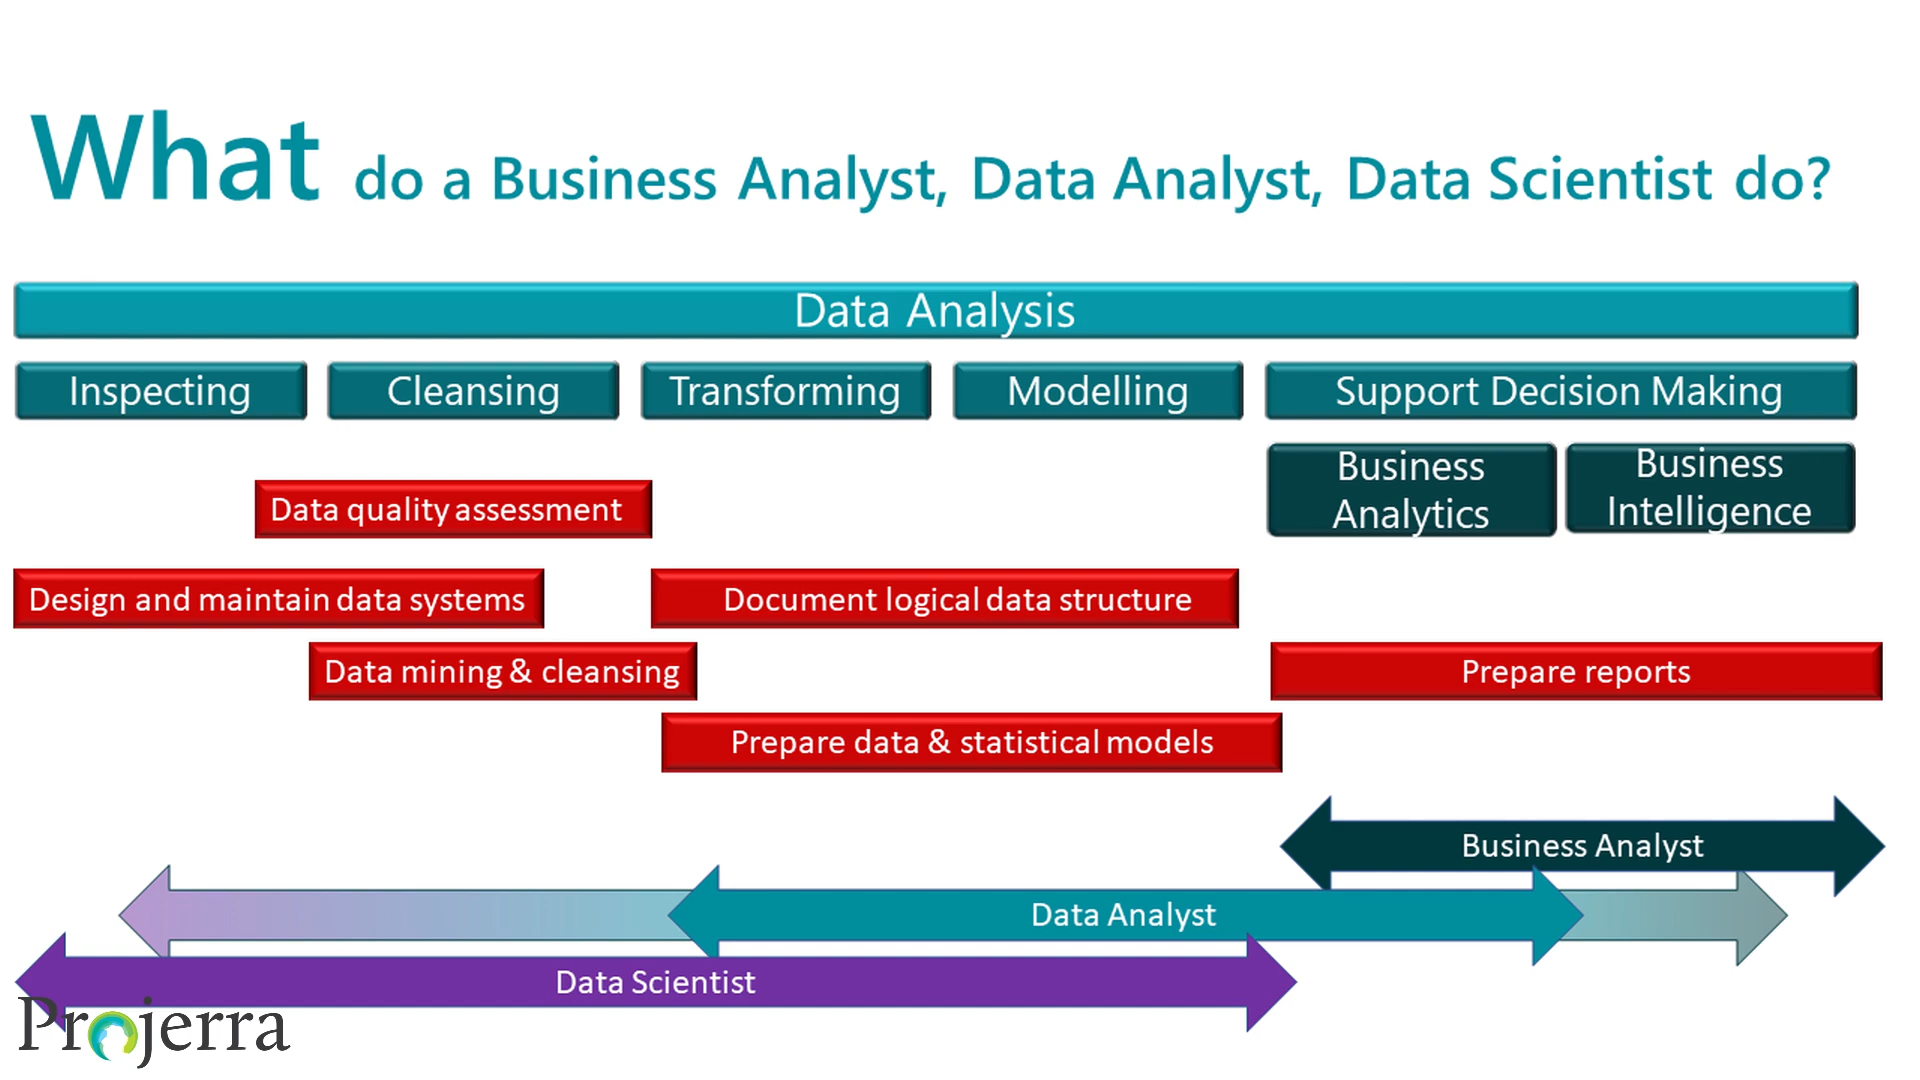 What do a Business Analyst, Data Analyst, Data Scientist do?
Data Analysis
Inspecting
Cleansing
Transforming
Modelling
Support Decision Making
Business
Analytics
Business
Intelligence
Data quality assessment
Design and maintain data systems
Document logical data structure
Data mining & cleansing
Prepare reports
Prepare data & statistical models
Business Analyst
Data Analyst
Data Scientist
Projerra